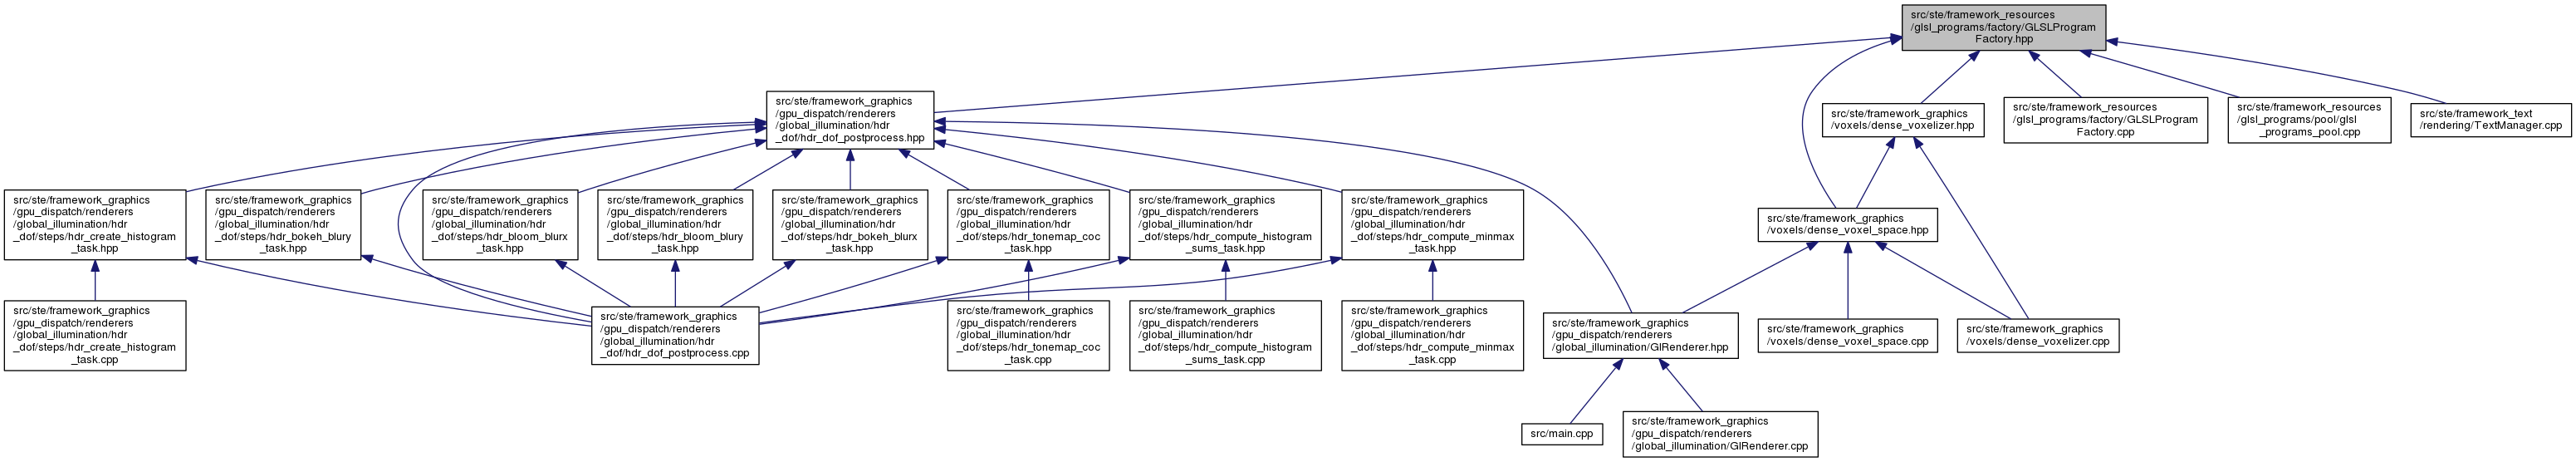 src/ste/framework_resources
/glsl_programs/factory/GLSLProgram
Factory.hpp
src/ste/framework_graphics
/gpu_dispatch/renderers
/global_illumination/hdr
_dof/hdr_dof_postprocess.hpp
src/ste/framework_graphics
/voxels/dense_voxelizer.hpp
src/ste/framework_resources
/glsl_programs/factory/GLSLProgram
Factory.cpp
src/ste/framework_resources
/glsl_programs/pool/glsl
_programs_pool.cpp
src/ste/framework_text
/rendering/TextManager.cpp
src/ste/framework_graphics
/gpu_dispatch/renderers
/global_illumination/hdr
_dof/steps/hdr_create_histogram
_task.hpp
src/ste/framework_graphics
/gpu_dispatch/renderers
/global_illumination/hdr
_dof/steps/hdr_bokeh_blury
_task.hpp
src/ste/framework_graphics
/gpu_dispatch/renderers
/global_illumination/hdr
_dof/steps/hdr_bloom_blurx
_task.hpp
src/ste/framework_graphics
/gpu_dispatch/renderers
/global_illumination/hdr
_dof/steps/hdr_bloom_blury
_task.hpp
src/ste/framework_graphics
/gpu_dispatch/renderers
/global_illumination/hdr
_dof/steps/hdr_bokeh_blurx
_task.hpp
src/ste/framework_graphics
/gpu_dispatch/renderers
/global_illumination/hdr
_dof/steps/hdr_tonemap_coc
_task.hpp
src/ste/framework_graphics
/gpu_dispatch/renderers
/global_illumination/hdr
_dof/steps/hdr_compute_histogram
_sums_task.hpp
src/ste/framework_graphics
/gpu_dispatch/renderers
/global_illumination/hdr
_dof/steps/hdr_compute_minmax
_task.hpp
src/ste/framework_graphics
/voxels/dense_voxel_space.hpp
src/ste/framework_graphics
/gpu_dispatch/renderers
/global_illumination/hdr
_dof/steps/hdr_create_histogram
_task.cpp
src/ste/framework_graphics
/gpu_dispatch/renderers
/global_illumination/hdr
_dof/hdr_dof_postprocess.cpp
src/ste/framework_graphics
/gpu_dispatch/renderers
/global_illumination/hdr
_dof/steps/hdr_tonemap_coc
_task.cpp
src/ste/framework_graphics
/gpu_dispatch/renderers
/global_illumination/hdr
_dof/steps/hdr_compute_histogram
_sums_task.cpp
src/ste/framework_graphics
/gpu_dispatch/renderers
/global_illumination/hdr
_dof/steps/hdr_compute_minmax
_task.cpp
src/ste/framework_graphics
/gpu_dispatch/renderers
/global_illumination/GIRenderer.hpp
src/ste/framework_graphics
/voxels/dense_voxel_space.cpp
src/ste/framework_graphics
/voxels/dense_voxelizer.cpp
src/main.cpp
src/ste/framework_graphics
/gpu_dispatch/renderers
/global_illumination/GIRenderer.cpp